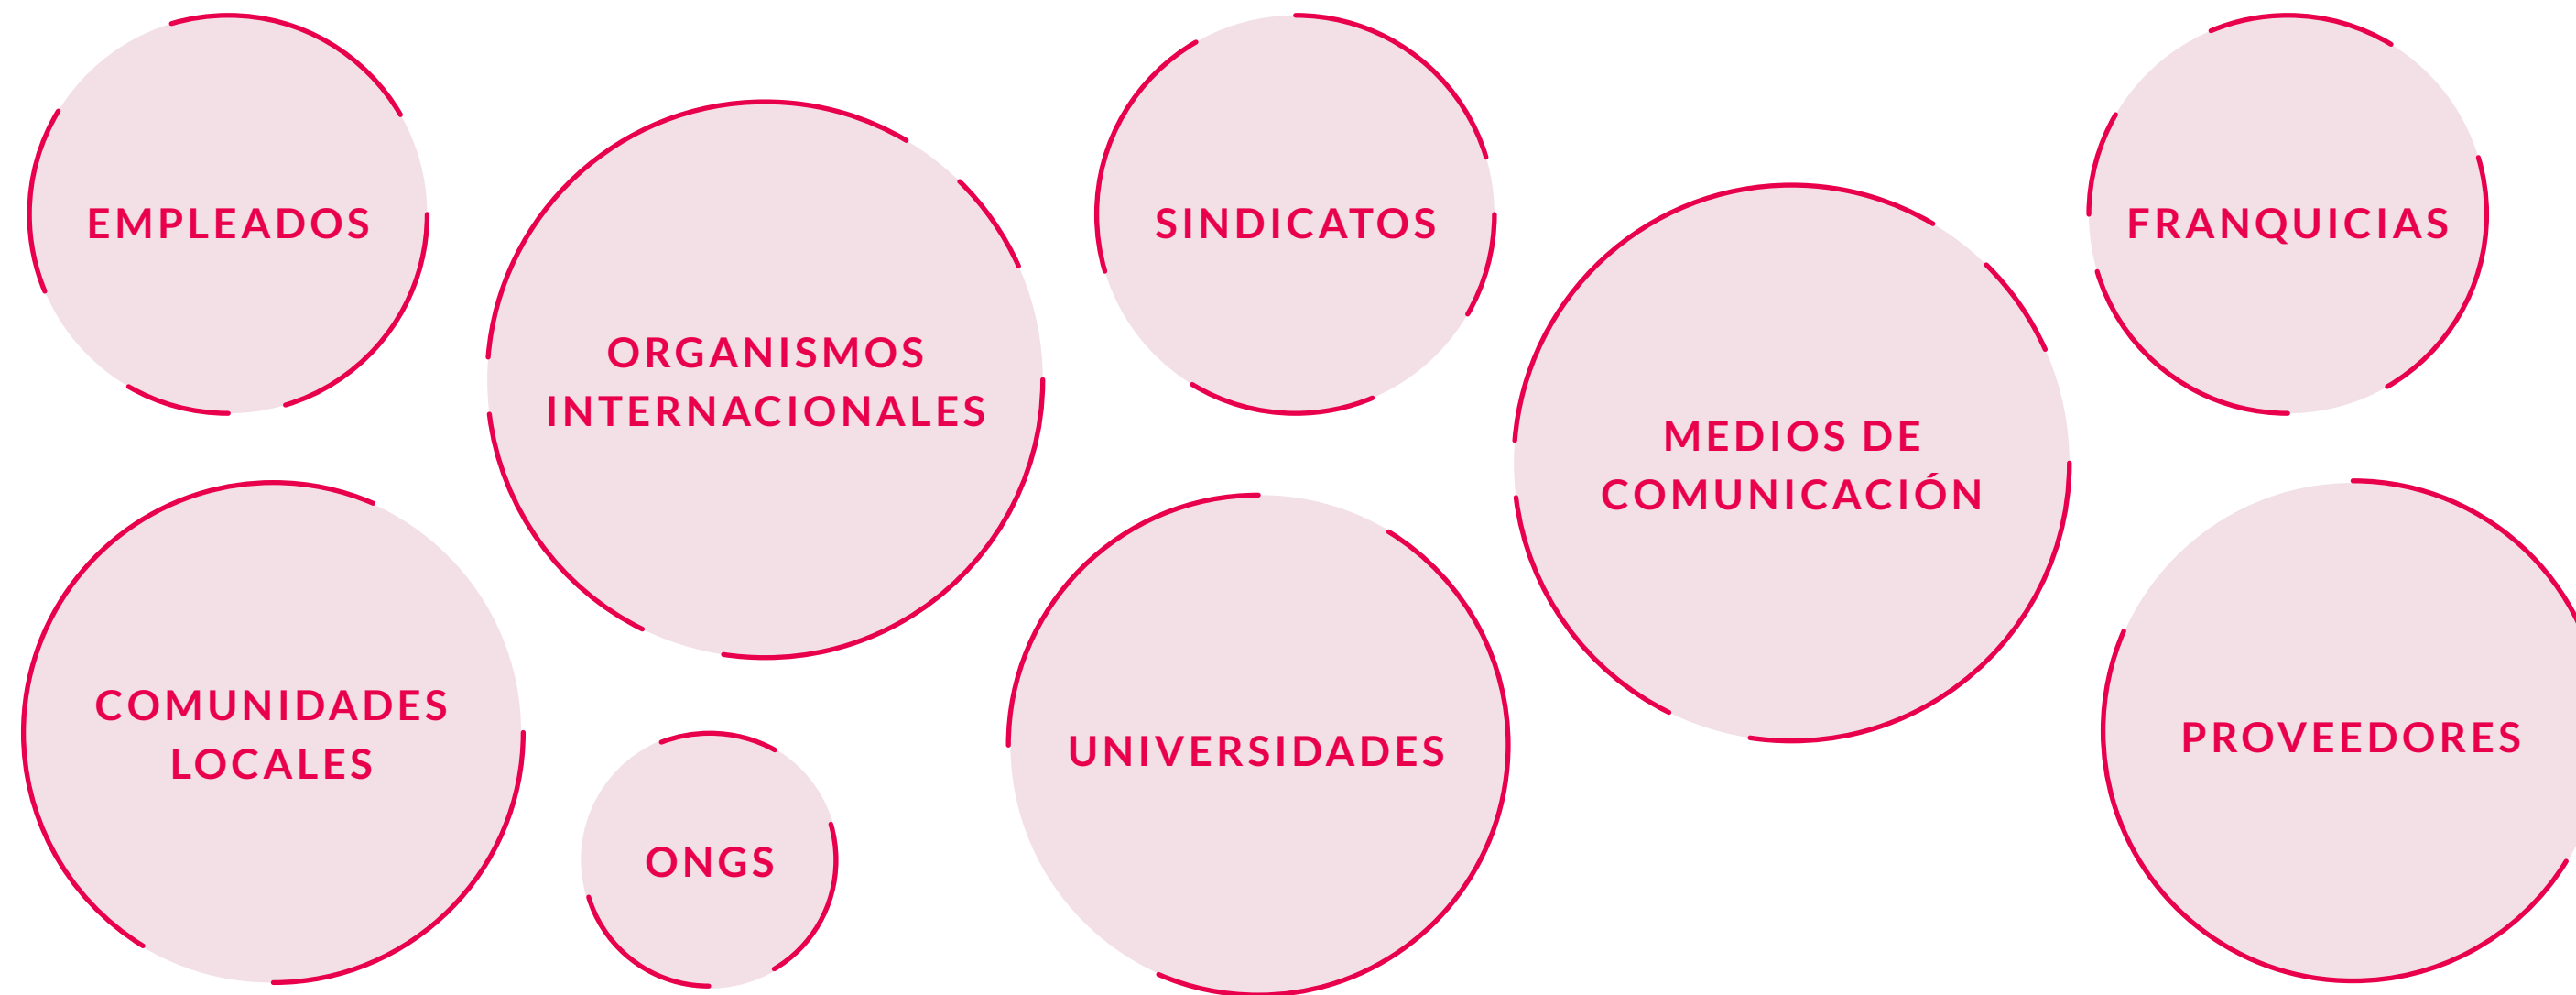 EMPLEADOS
ORGANISMOS
INTERNACIONALES
SINDICATOS
MEDIOS DE
COMUNICACIÓN
FRANQUICIAS
COMUNIDADES
LOCALES
ONGS
UNIVERSIDADES
PROVEEDORES